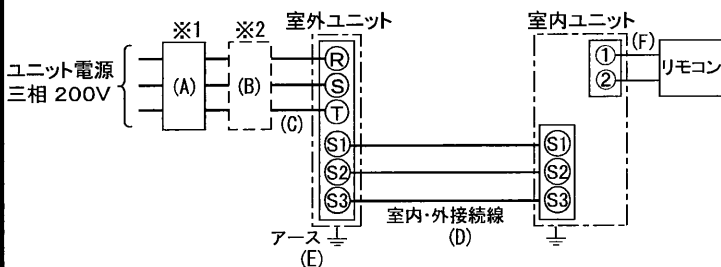 ※1
※2
室外ユニット
室内ユニット
ユニット電源
三相 200V
(A)
(B)
(C)
R
S
T
S1
S2
S3
アース
(E)
室内・外接続線
(D)
①
②
(F)
リモコン
S1
S2
S3